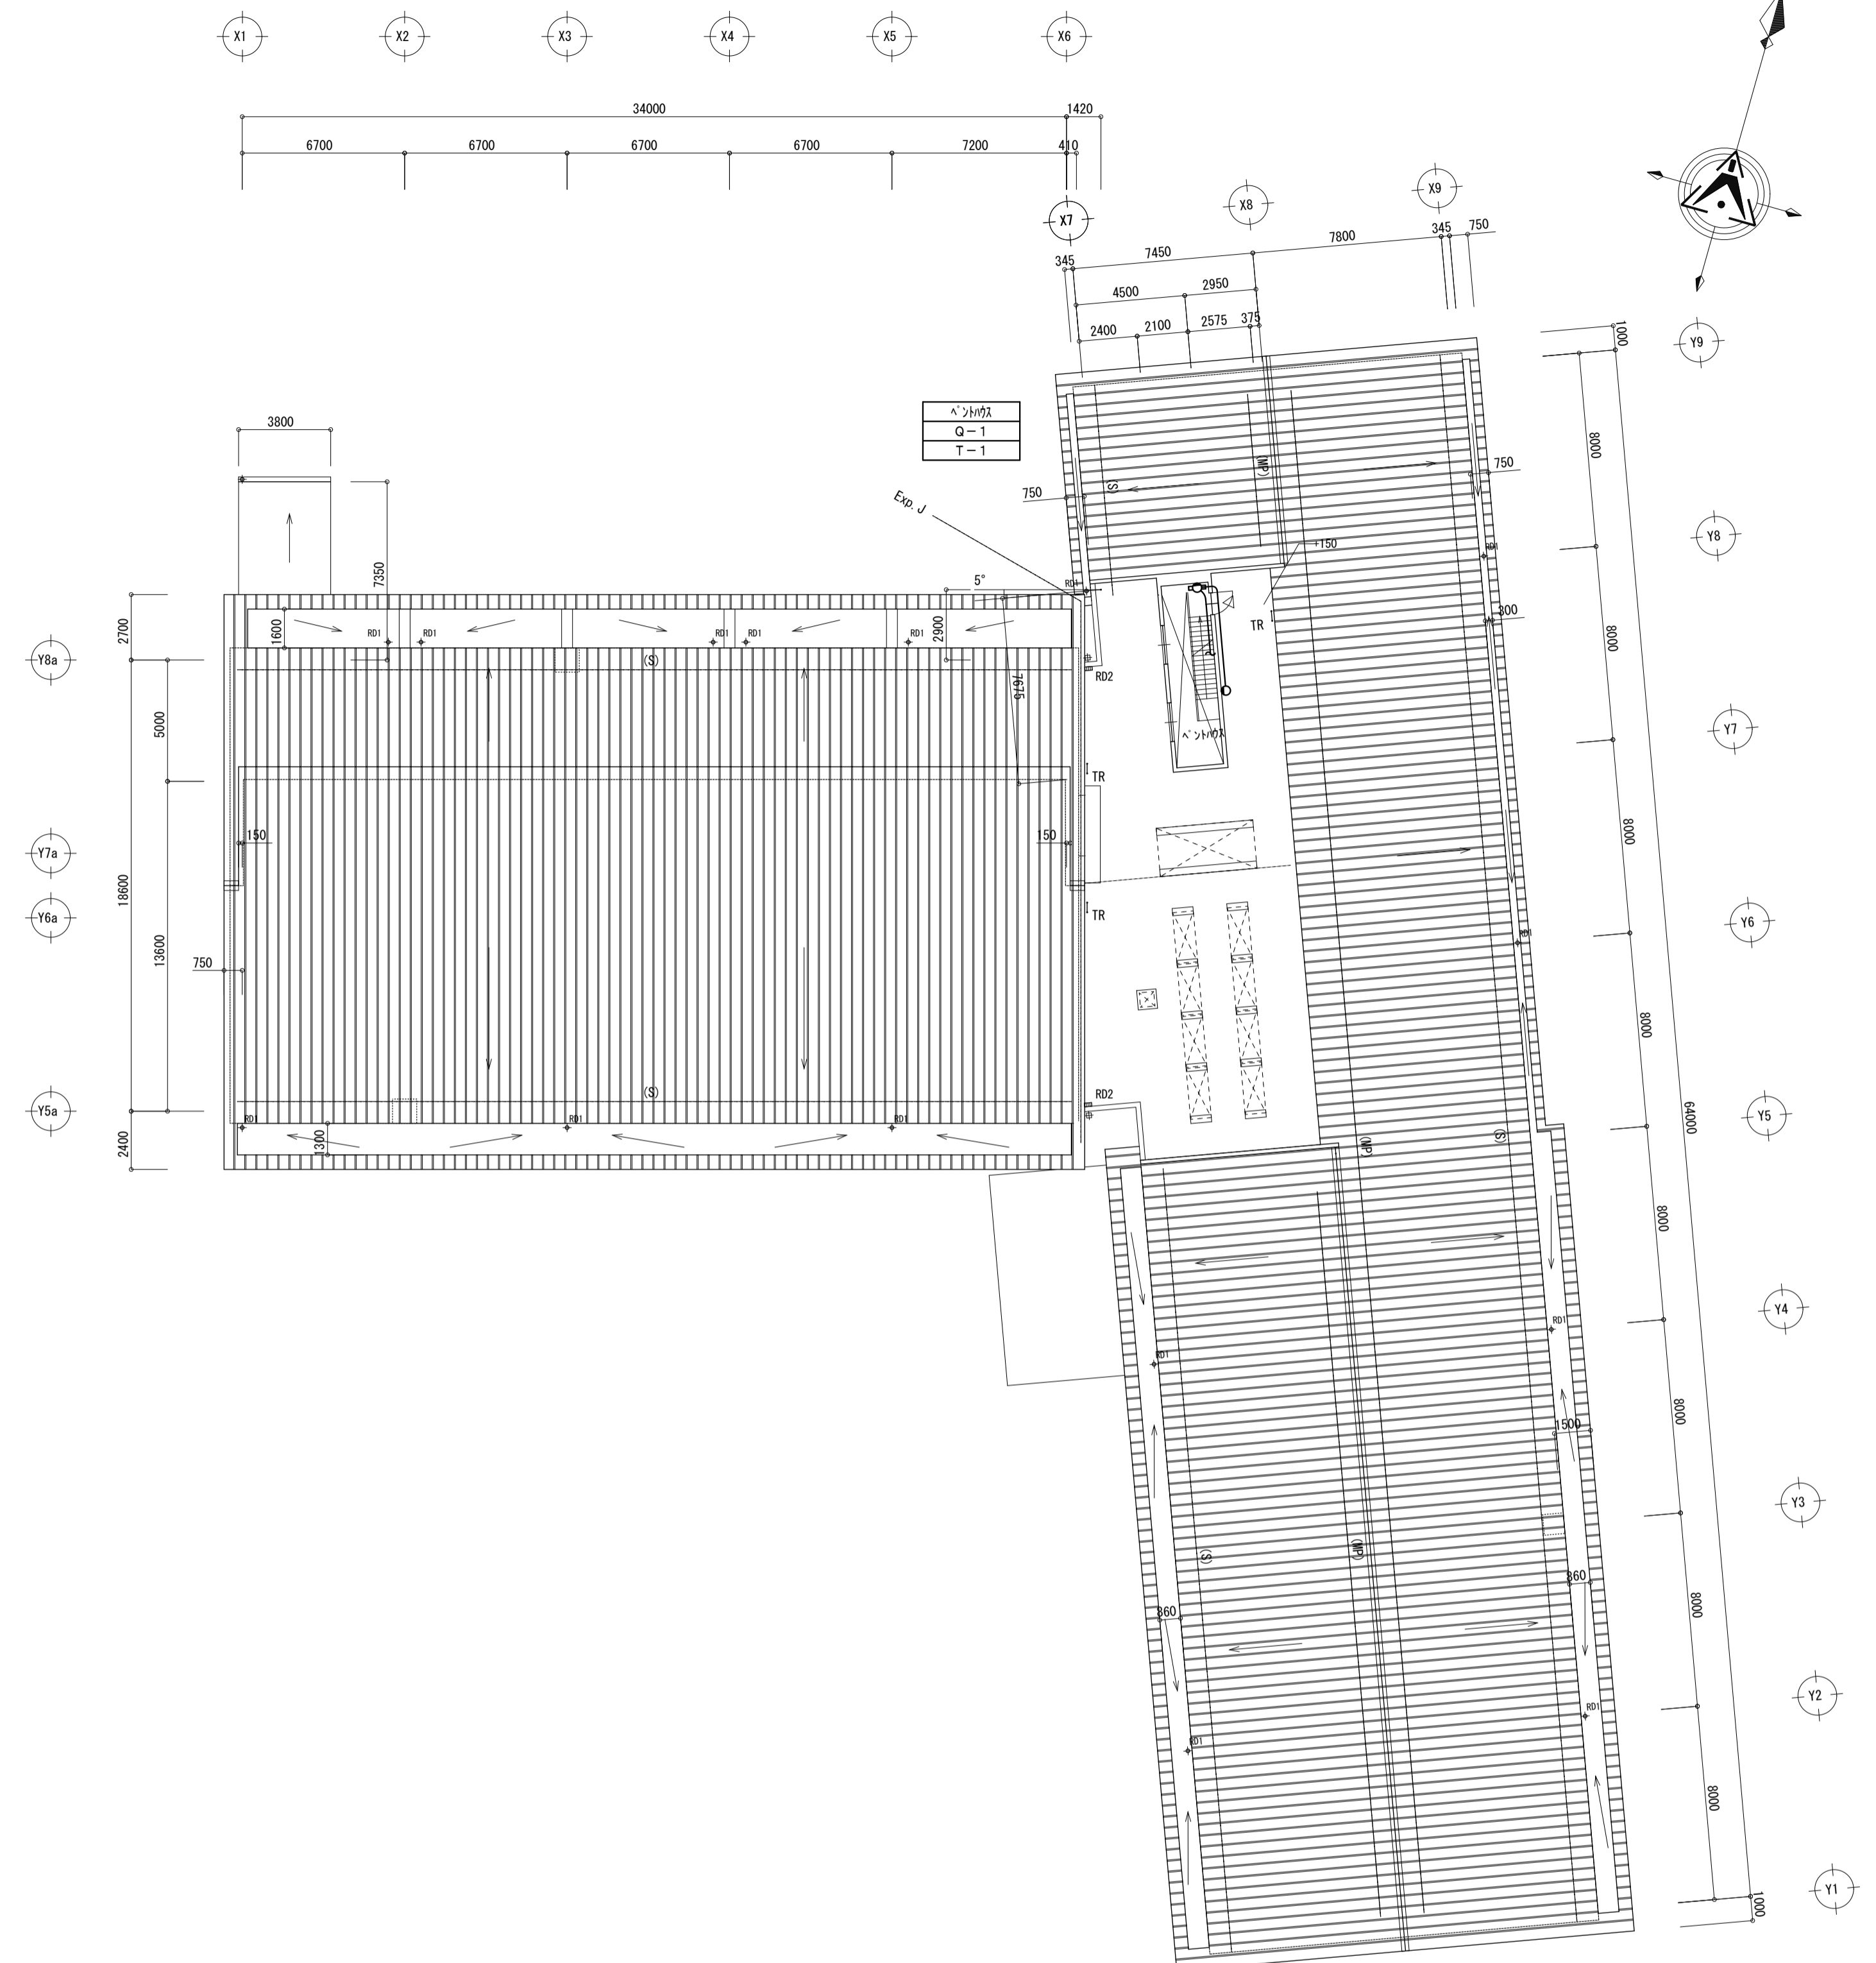 X1 X2 X3 X4 X5 X6
34000 1420
6700 6700 6700 6700 7200 410
X7 X8 X9
345 7450 7800 345 750
4500 2950
2400 2100 2575 375
1000
Y9
ペントハウス
Q－1
T－1
3800
Exp. J
750
(S)
(MP)
750
8000
Y8
+150
5°
RD1
RD1
7350
2700
1600
RD1 RD1 RD1 RD1 RD1
2900
TR
300
8000
Y8a
(S)
RD2
7675
ペントハウス
Y7
5000
TR
150
150
8000
Y7a
18600
Y6a
TR
RD1
Y6
13600
750
8000
(S)
RD2
Y5a
RD1 RD1 RD1
1300
2400
(MP)
(S)
64000
Y5
8000
RD1
RD1
Y4
8000
1500
Y3
(S)
(MP)
860
860
8000
RD1
RD1
Y2
8000
Y1
1000